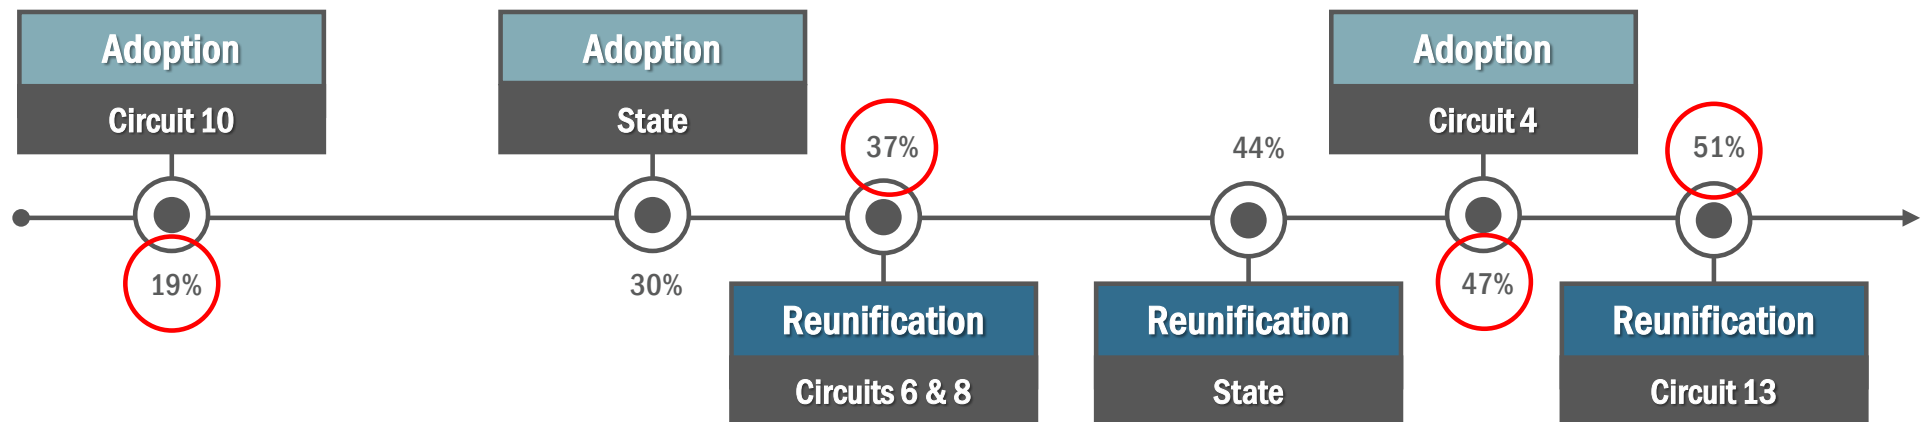 Adoption
Circuit 10
19%
Adoption
State
30%
37%
Reunification
Circuits 6 & 8
44%
Reunification
State
Adoption
Circuit 4
47%
51%
Reunification
Circuit 13